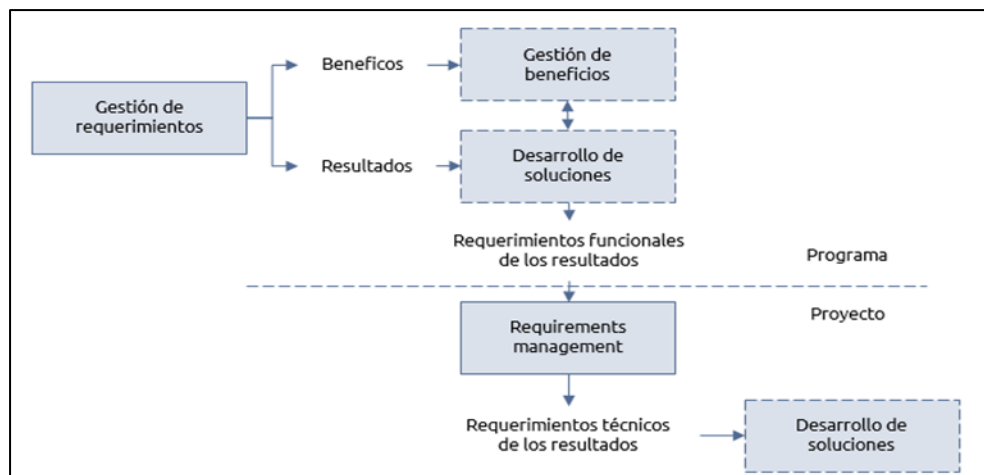 Beneficos
Gestión de
beneficios
Gestión de
requerimientos
Resultados
Desarrollo de
soluciones
Requerimientos funcionales
de los resultados
Programa
Proyecto
Requirements
management
Requerimientos técnicos
de los resultados
Desarrollo de
soluciones